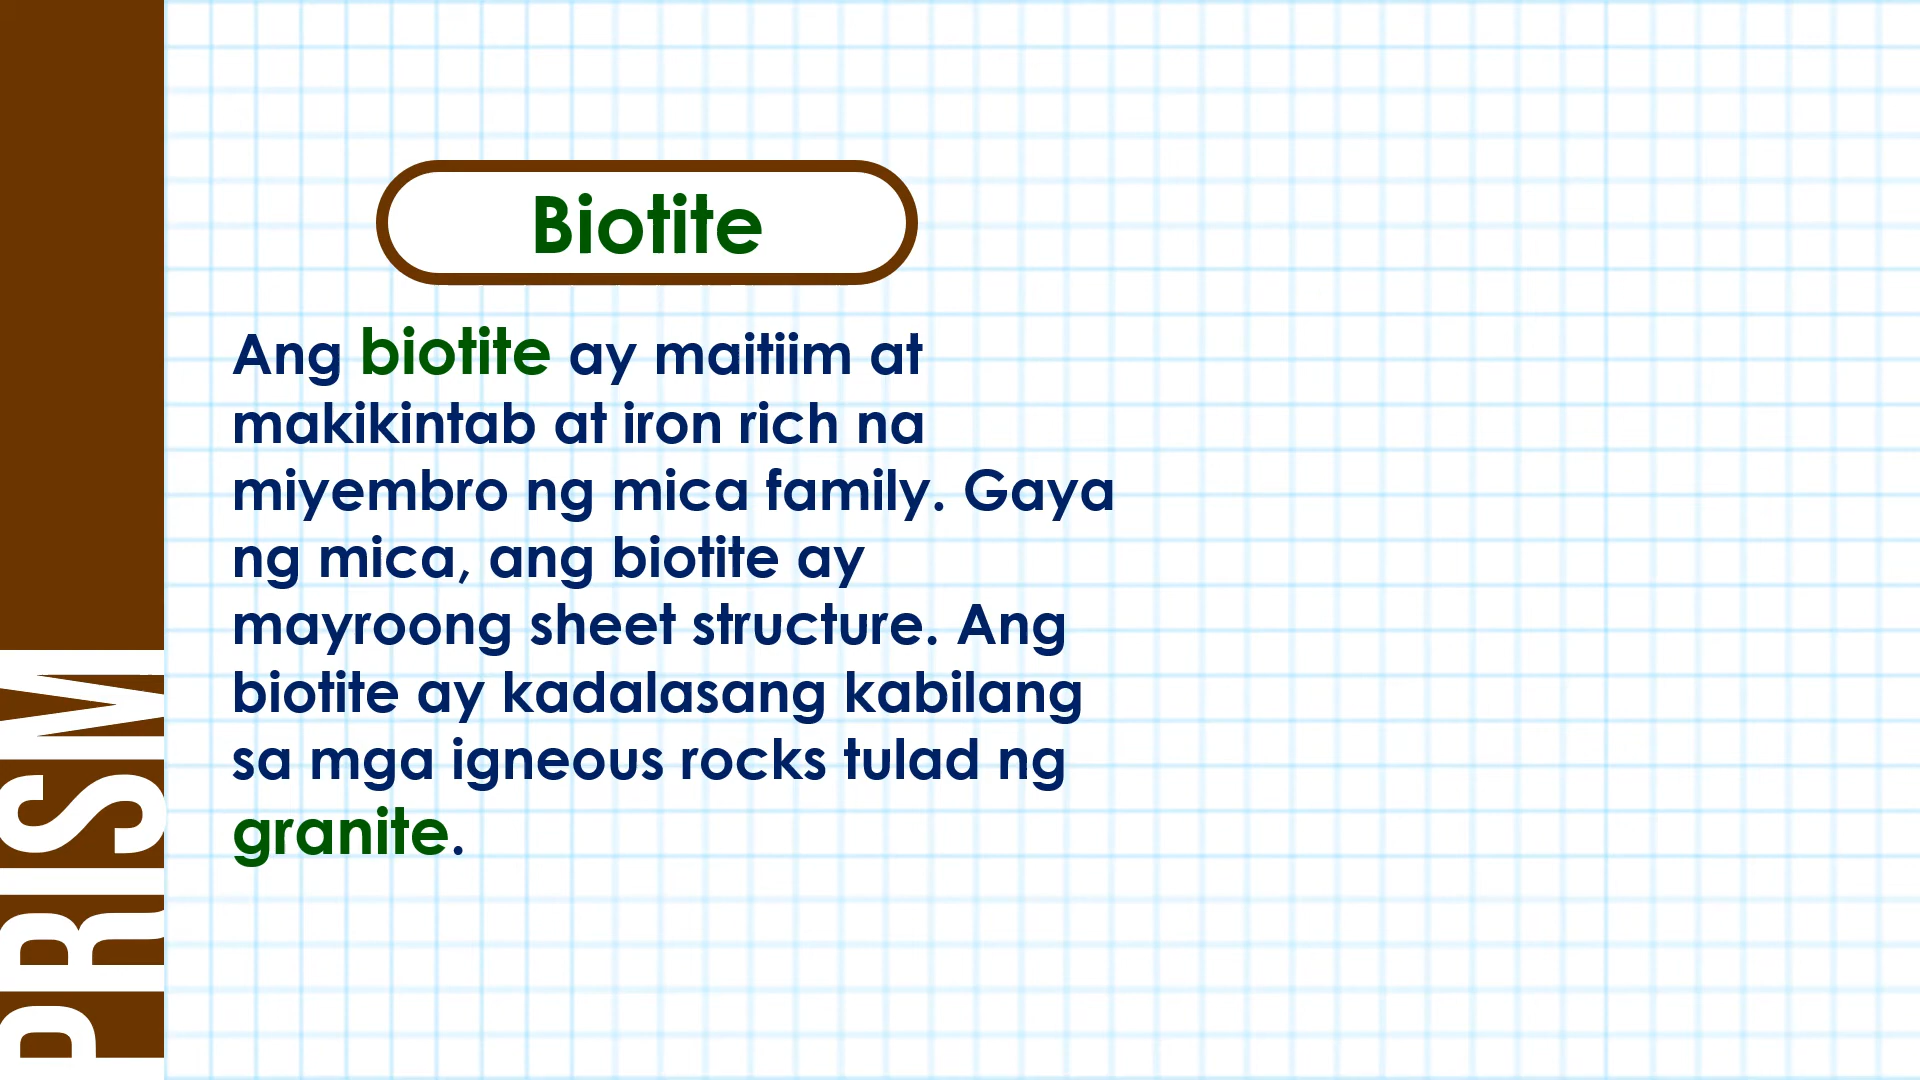 Biotite
Ang biotite ay maitiim at
makikintab at iron rich na
miyembro ng mica family. Gaya
ng mica, ang biotite ay
mayroong sheet structure. Ang
biotite ay kadalasang kabilang
sa mga igneous rocks tulad ng
granite.
PRISM